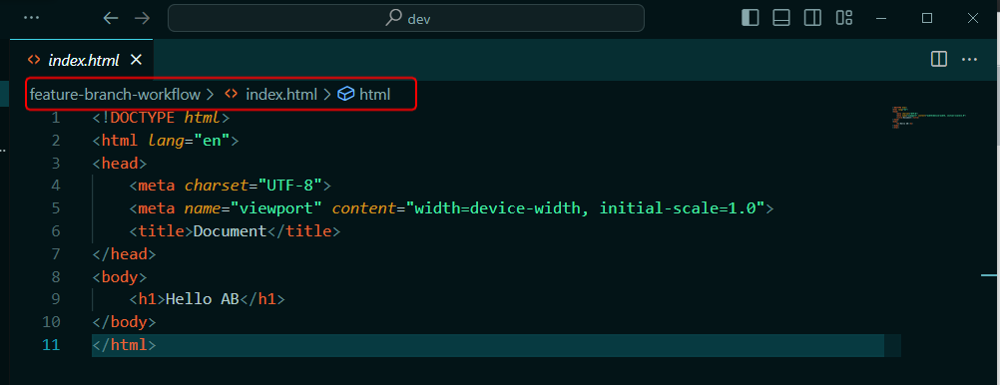 dev
index.html
feature-branch-workflow > index.html > html
1 <!DOCTYPE html>
2 <html lang="en">
3 <head>
4     <meta charset="UTF-8">
5     <meta name="viewport" content="width=device-width, initial-scale=1.0">
6     <title>Document</title>
7 </head>
8 <body>
9     <h1>Hello AB</h1>
10 </body>
11 </html>